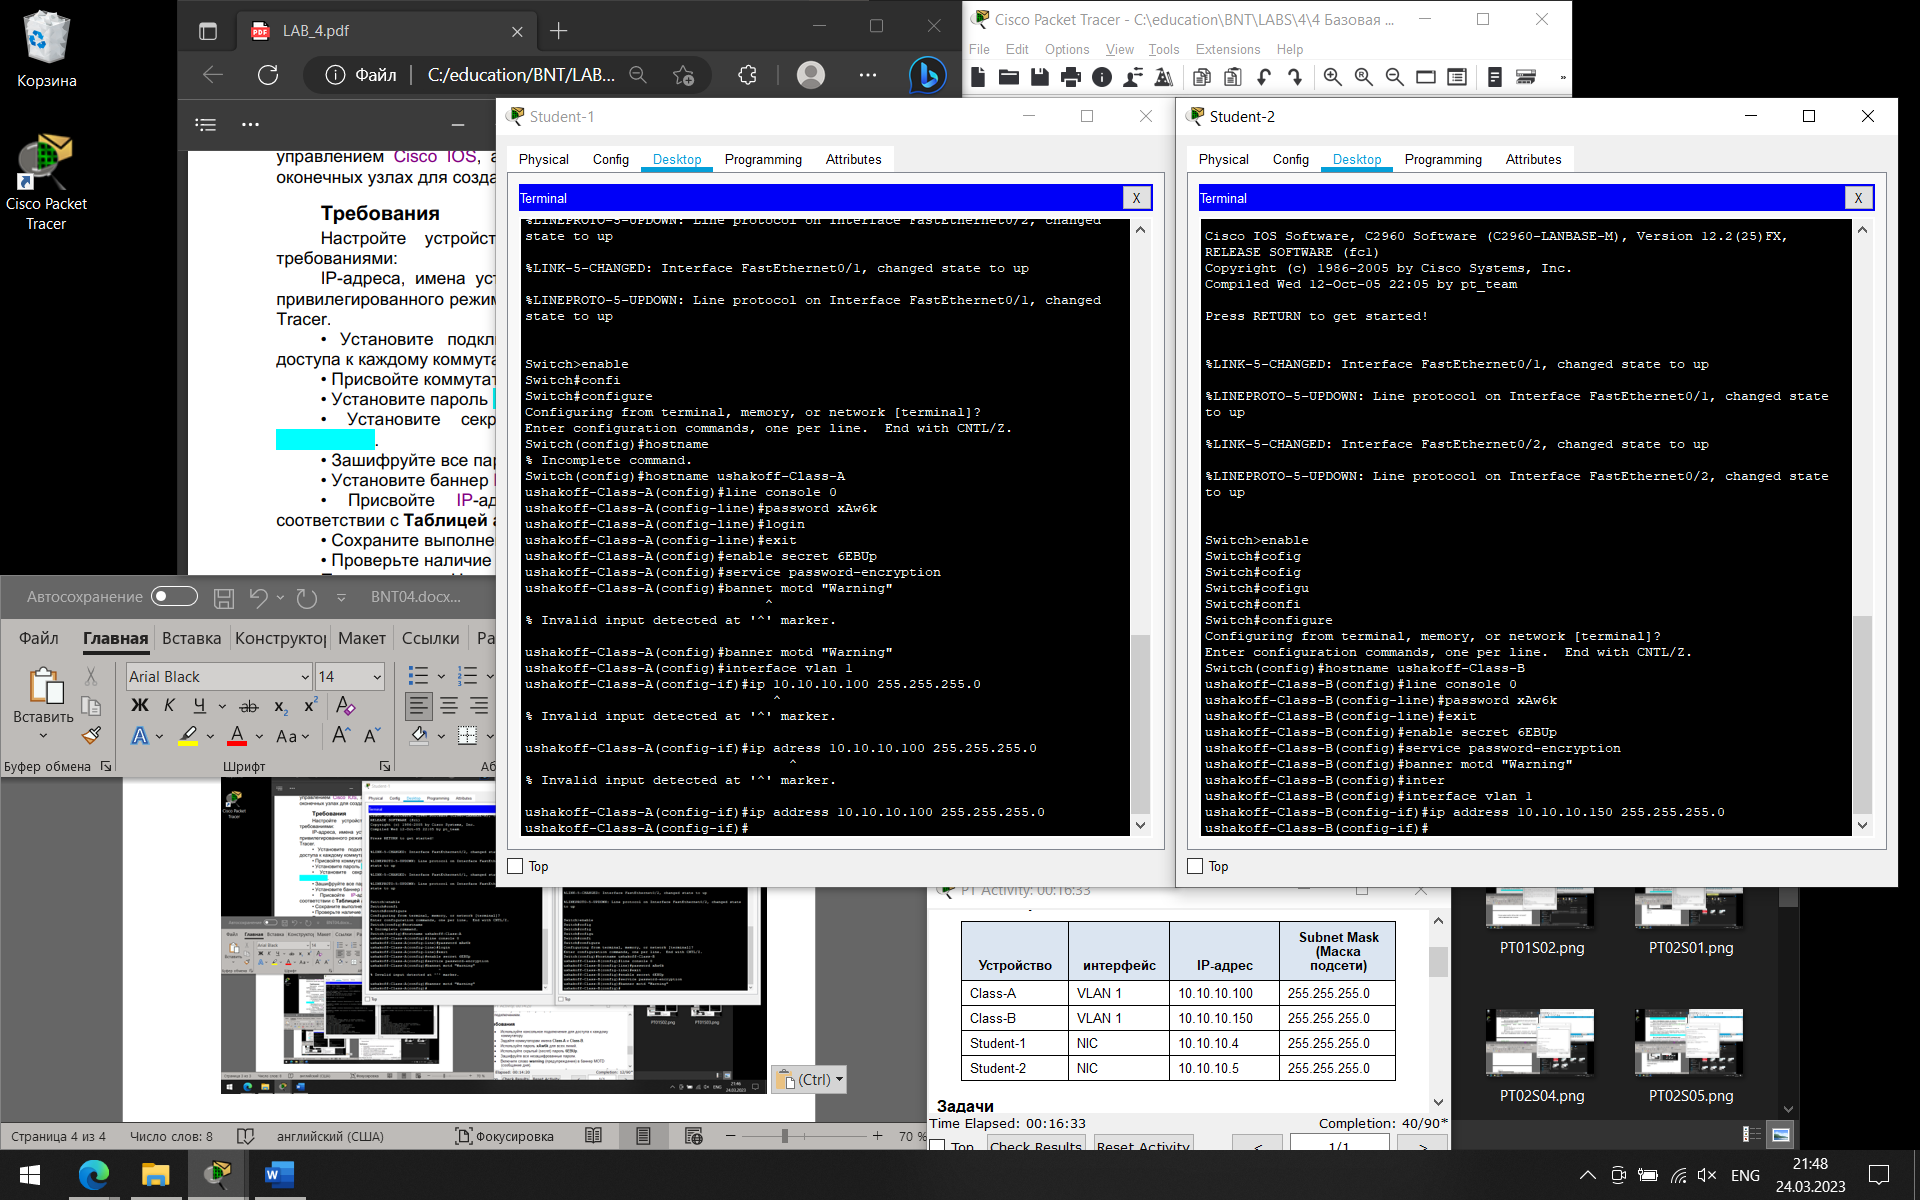 Корзина
Cisco Packet
Tracer
LAB_4.pdf
Файл
C:/education/BNT/LAB...
управлением Cisco IOS, а
оконечных узлах для созда
Требования
Настройте устройст
требованиями:
IP-адреса, имена уст
привилегированного режим
Tracer.
• Установите подкл
доступа к каждому коммута
• Присвойте коммутат
• Установите пароль
• Установите секр
.
• Зашифруйте все пар
• Установите баннер
• Присвойте IP-ад
соответствии с Таблицей а
• Сохраните выполне
• Проверьте наличие
Cisco Packet Tracer - C:\education\BNT\LABS\4\4 Базовая ...
File Edit Options View Tools Extensions Help
Student-1
Physical Config Desktop Programming Attributes
Terminal X
%LINEPROTO-5-UPDOWN: Line protocol on Interface FastEthernet0/2, changed
state to up
%LINK-5-CHANGED: Interface FastEthernet0/1, changed state to up
%LINEPROTO-5-UPDOWN: Line protocol on Interface FastEthernet0/1, changed
state to up
Switch>enable
Switch#confi
Switch#configure
Configuring from terminal, memory, or network [terminal]?
Enter configuration commands, one per line.  End with CNTL/Z.
Switch(config)#hostname
% Incomplete command.
Switch(config)#hostname ushakoff-Class-A
ushakoff-Class-A(config)#line console 0
ushakoff-Class-A(config-line)#password xAw6k
ushakoff-Class-A(config-line)#login
ushakoff-Class-A(config-line)#exit
ushakoff-Class-A(config)#enable secret 6EBUp
ushakoff-Class-A(config)#service password-encryption
ushakoff-Class-A(config)#bannet motd "Warning"
^
% Invalid input detected at '^' marker.
ushakoff-Class-A(config)#banner motd "Warning"
ushakoff-Class-A(config)#interface vlan 1
ushakoff-Class-A(config-if)#ip 10.10.10.100 255.255.255.0
^
% Invalid input detected at '^' marker.
ushakoff-Class-A(config-if)#ip adress 10.10.10.100 255.255.255.0
^
% Invalid input detected at '^' marker.
ushakoff-Class-A(config-if)#ip address 10.10.10.100 255.255.255.0
ushakoff-Class-A(config-if)#
Top
Student-2
Physical Config Desktop Programming Attributes
Terminal X
Cisco IOS Software, C2960 Software (C2960-LANBASE-M), Version 12.2(25)FX,
RELEASE SOFTWARE (fc1)
Copyright (c) 1986-2005 by Cisco Systems, Inc.
Compiled Wed 12-Oct-05 22:05 by pt_team
Press RETURN to get started!
%LINK-5-CHANGED: Interface FastEthernet0/1, changed state to up
%LINEPROTO-5-UPDOWN: Line protocol on Interface FastEthernet0/1, changed state
to up
%LINK-5-CHANGED: Interface FastEthernet0/2, changed state to up
%LINEPROTO-5-UPDOWN: Line protocol on Interface FastEthernet0/2, changed state
to up
Switch>enable
Switch#cofig
Switch#cofig
Switch#cofigu
Switch#confi
Switch#configure
Configuring from terminal, memory, or network [terminal]?
Enter configuration commands, one per line.  End with CNTL/Z.
Switch(config)#hostname ushakoff-Class-B
ushakoff-Class-B(config)#line console 0
ushakoff-Class-B(config-line)#password xAw6k
ushakoff-Class-B(config-line)#exit
ushakoff-Class-B(config)#enable secret 6EBUp
ushakoff-Class-B(config)#service password-encryption
ushakoff-Class-B(config)#banner motd "Warning"
ushakoff-Class-B(config)#inter
ushakoff-Class-B(config)#interface vlan 1
ushakoff-Class-B(config-if)#ip address 10.10.10.150 255.255.255.0
ushakoff-Class-B(config-if)#
Top
Автосохранение BNT04.docx...
Файл Главная Вставка Конструктор Макет Ссылки Ра
Вставить
Arial Black 14
Ж К Ч ab x₂ x² A
A A Aa A A
Буфер обмена Шрифт Аб
(Ctrl)
Страница 4 из 4 Число слов: 8 английский (США) Фокусировка 70 %
PT Activity: 00:16:33
Устройство интерфейс IP-адрес Subnet Mask (Маска подсети)
Class-A VLAN 1 10.10.10.100 255.255.255.0
Class-B VLAN 1 10.10.10.150 255.255.255.0
Student-1 NIC 10.10.10.4 255.255.255.0
Student-2 NIC 10.10.10.5 255.255.255.0
Задачи
Time Elapsed: 00:16:33 Completion: 40/90*
Top Check Results Reset Activity < 1/1 >
PT01S02.png PT02S01.png
PT02S04.png PT02S05.png
ENG
21:48
24.03.2023